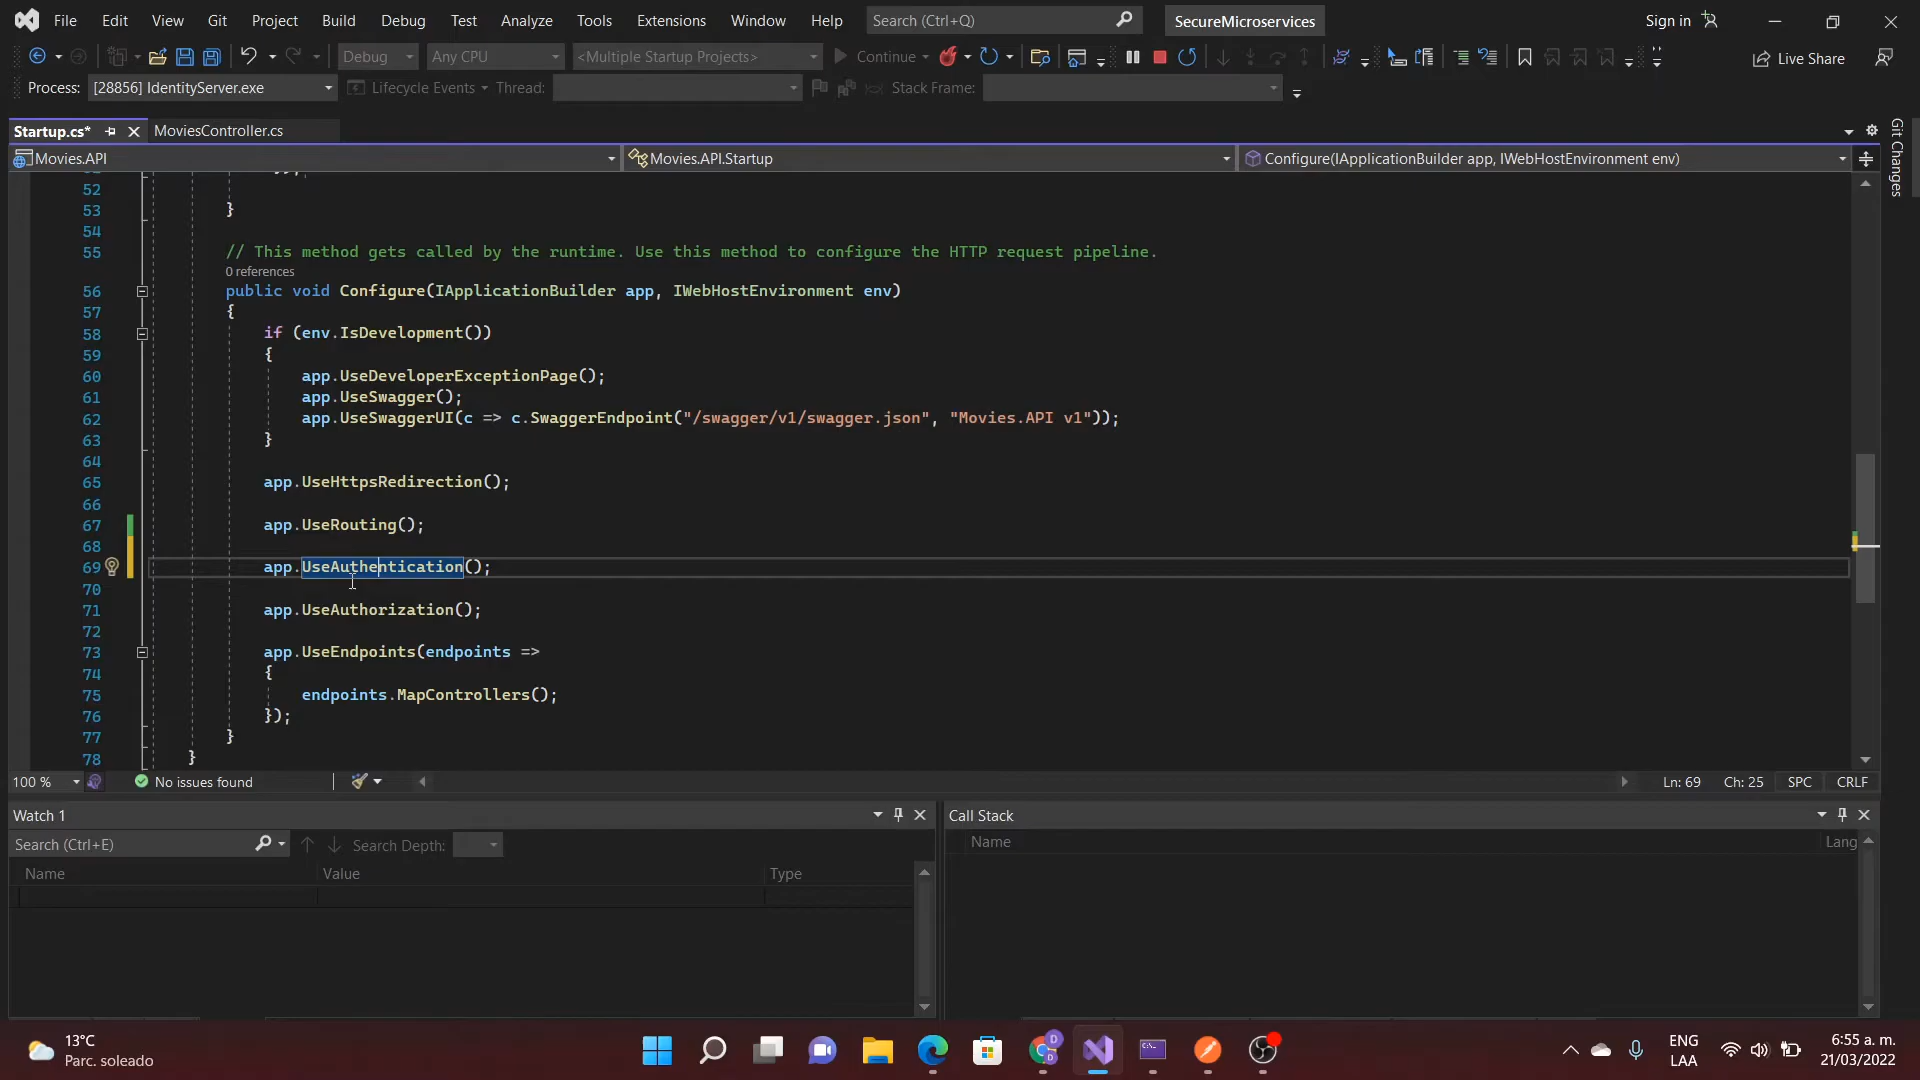 File Edit View Git Project Build Debug Test Analyze Tools Extensions Window Help Search (Ctrl+Q) SecureMicroservices Sign in
Debug Any CPU <Multiple Startup Projects> Continue Live Share
Process: [28856] IdentityServer.exe Lifecycle Events Thread: Stack Frame:
Startup.cs* MoviesController.cs
Movies.API Movies.API.Startup Configure(IApplicationBuilder app, IWebHostEnvironment env)
Git Changes
52
53 }
54
55 // This method gets called by the runtime. Use this method to configure the HTTP request pipeline.
0 references
56 public void Configure(IApplicationBuilder app, IWebHostEnvironment env)
57 {
58 if (env.IsDevelopment())
59 {
60 app.UseDeveloperExceptionPage();
61 app.UseSwagger();
62 app.UseSwaggerUI(c => c.SwaggerEndpoint("/swagger/v1/swagger.json", "Movies.API v1"));
63 }
64
65 app.UseHttpsRedirection();
66
67 app.UseRouting();
68
69 app.UseAuthentication();
70
71 app.UseAuthorization();
72
73 app.UseEndpoints(endpoints =>
74 {
75 endpoints.MapControllers();
76 });
77 }
78 }
100 % No issues found Ln: 69 Ch: 25 SPC CRLF
Watch 1
Search (Ctrl+E) Search Depth:
Name Value Type
Call Stack
Name Lang
13°C
Parc. soleado
ENG
LAA
6:55 a. m.
21/03/2022